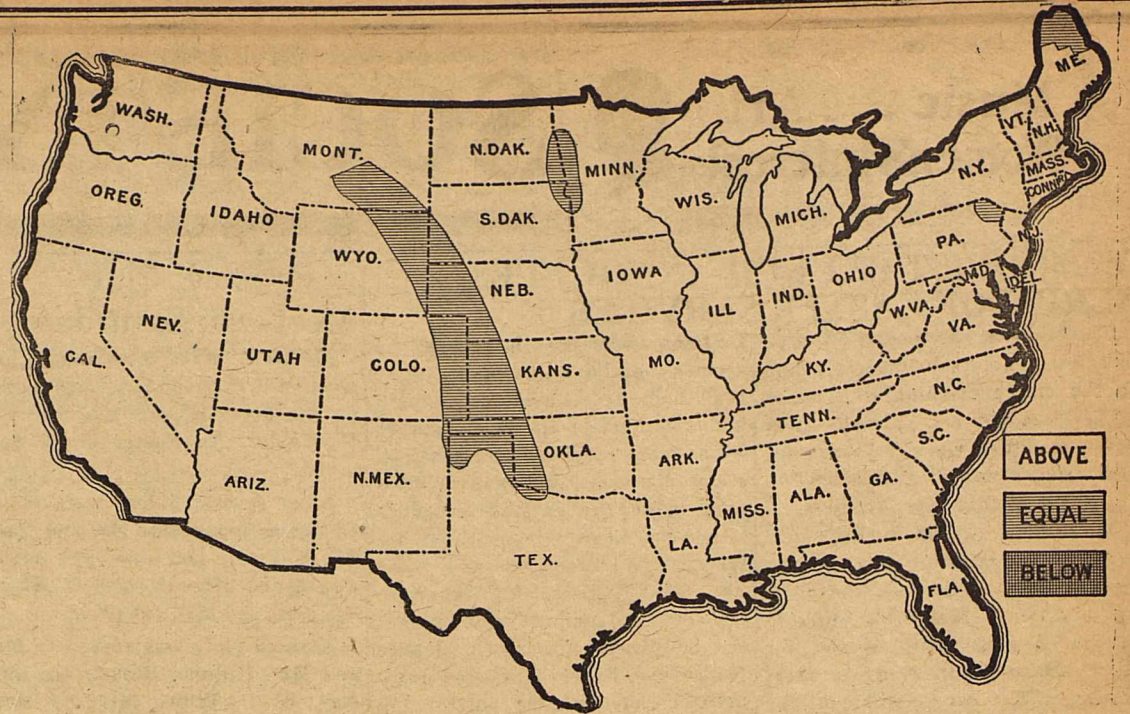 WASH.
MONT.
N.DAK.
MINN.
ME.
VT.
N.H.
MASS.
CONN.
N.Y.
OREG.
IDAHO
WYO.
S.DAK.
WIS.
MICH.
IOWA
NEB.
PA.
N.J.
OHIO
MD.
DEL.
NEV.
UTAH
COLO.
KANS.
MO.
ILL
IND.
W.VA.
VA.
KY.
CAL.
ARIZ.
N.MEX.
OKLA.
ARK.
TENN.
N.C.
S.C.
TEX.
LA.
MISS.
ALA.
GA.
FLA.
ABOVE
EQUAL
BELOW